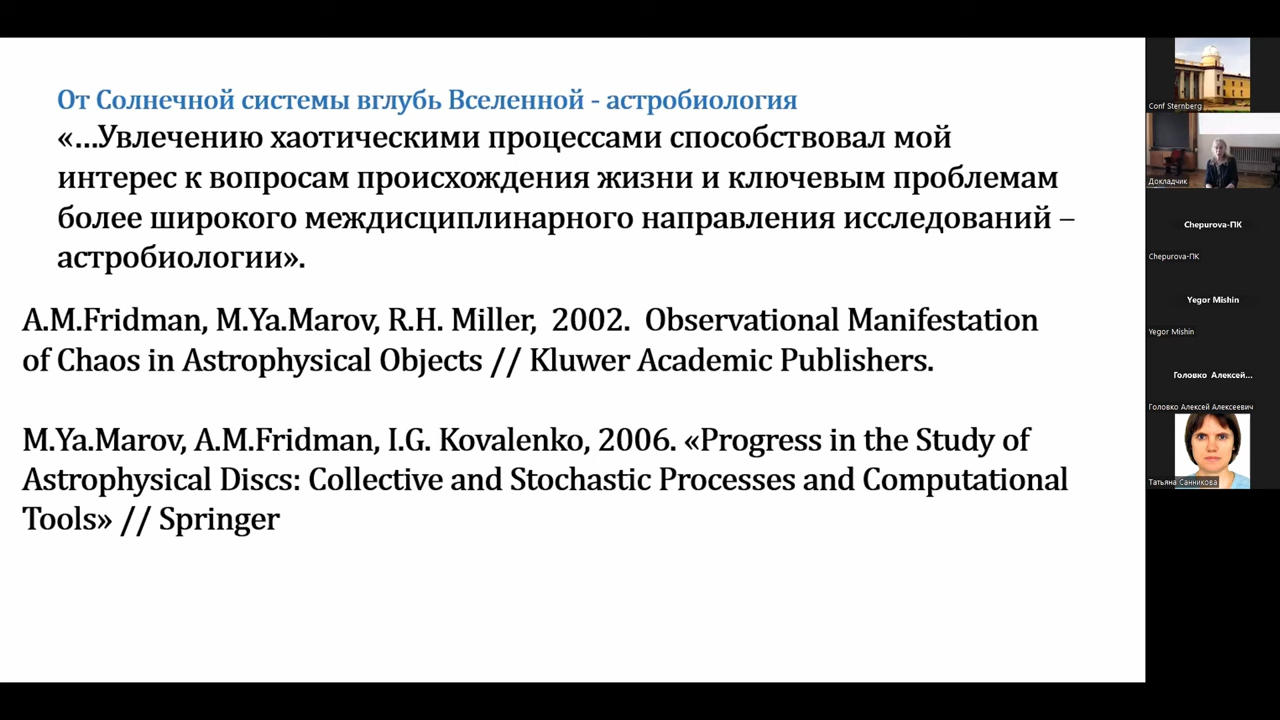 От Солнечной системы вглубь Вселенной - астробиология
«...Увлечению хаотическими процессами способствовал мой
интерес к вопросам происхождения жизни и ключевым проблемам
более широкого междисциплинарного направления исследований –
астробиологии».
A.M.Fridman, M.Ya.Marov, R.H. Miller,  2002.  Observational Manifestation
of Chaos in Astrophysical Objects // Kluwer Academic Publishers.
M.Ya.Marov, A.M.Fridman, I.G. Kovalenko, 2006. «Progress in the Study of
Astrophysical Discs: Collective and Stochastic Processes and Computational
Tools» // Springer
Conf Sternberg
Докладчик
Chepurova-ПК
Chepurova-ПК
Yegor Mishin
Yegor Mishin
Головко Алексей...
Головко Алексей Алексеевич
Татьяна Санникова